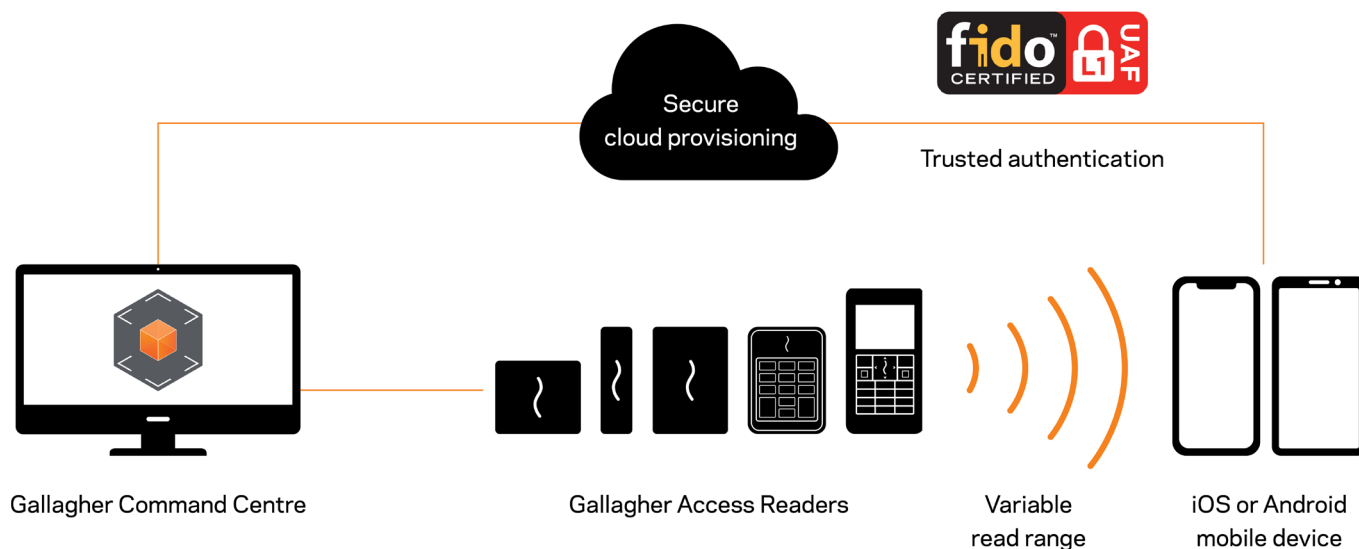 fido™
CERTIFIED
L1
UAF
Secure
cloud provisioning
Trusted authentication
Gallagher Command Centre
Gallagher Access Readers
Variable
read range
iOS or Android
mobile device